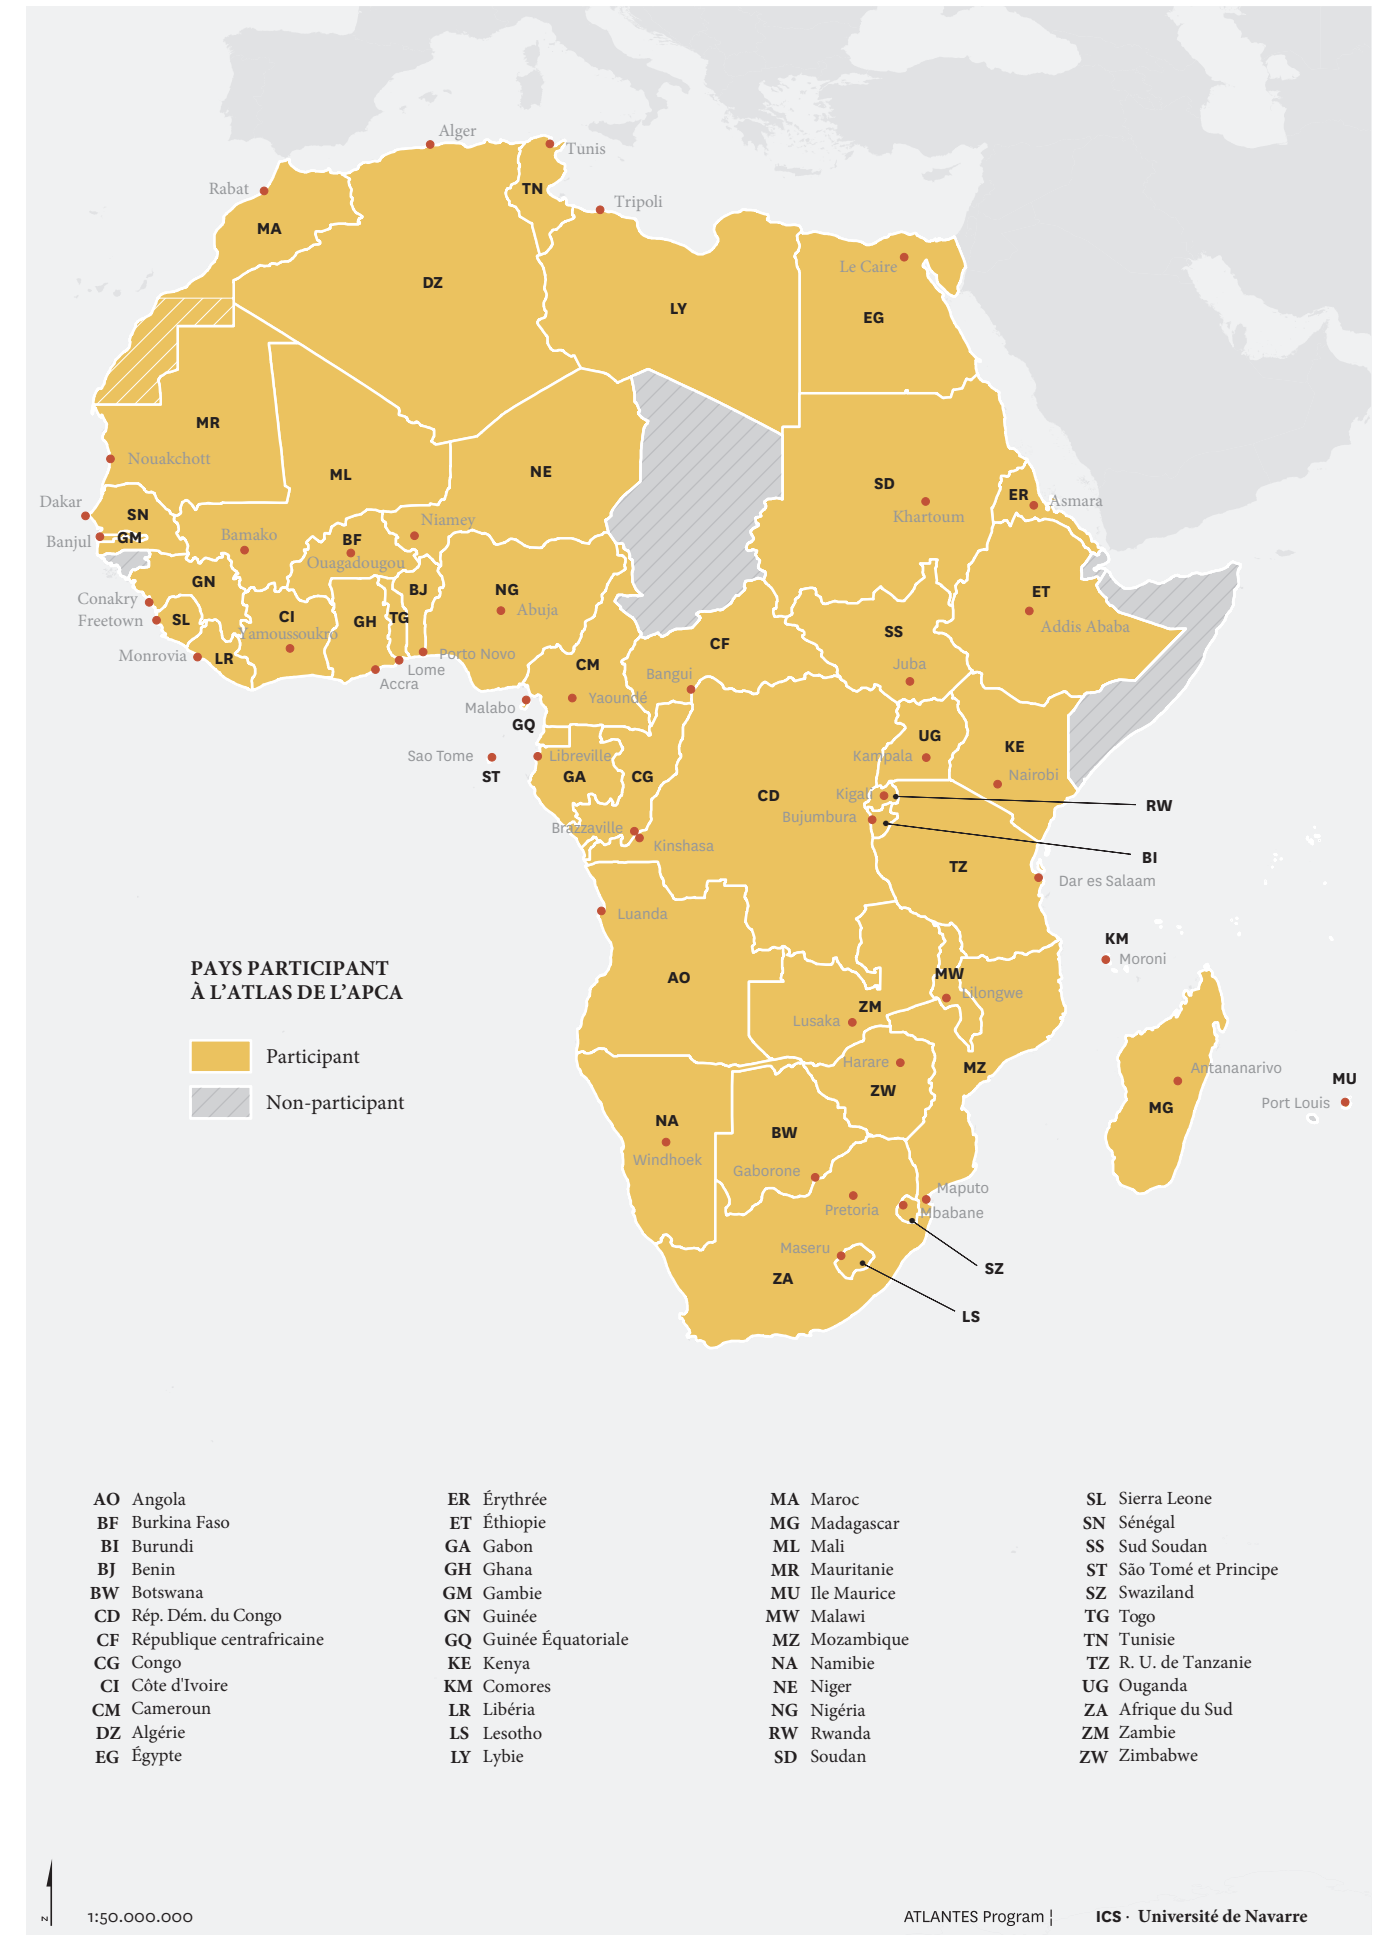 Alger
Tunis
Rabat
TN
Tripoli
MA
Le Caire
DZ
LY
EG
MR
Nouakchott
ML
NE
SD
ER
Asmara
Dakar
SN
Khartoum
Niamey
Banjul
GM
Bamako
BF
Ouagadougou
GN
BJ
NG
ET
Conakry
Abuja
Freetown
SL
CI
GH
TG
Addis Ababa
Yamoussoukro
SS
CF
Monrovia
LR
Porto Novo
CM
Juba
Lome
Bangui
Accra
Malabo
Yaoundé
GQ
UG
KE
Sao Tome
Libreville
Kampala
ST
GA
CG
Nairobi
CD
Kigali
RW
Bujumbura
Brazzaville
Kinshasa
BI
TZ
Dar es Salaam
Luanda
KM
Moroni
PAYS PARTICIPANT
À L’ATLAS DE L’APCA
AO
MW
Lilongwe
ZM
Lusaka
Participant
Harare
MZ
Antananarivo
MU
ZW
Non-participant
MG
Port Louis
NA
BW
Windhoek
Gaborone
Maputo
Pretoria
Mbabane
Maseru
SZ
ZA
LS
AO Angola
BF Burkina Faso
BI Burundi
BJ Benin
BW Botswana
CD Rép. Dém. du Congo
CF République centrafricaine
CG Congo
CI Côte d'Ivoire
CM Cameroun
DZ Algérie
EG Égypte
ER Érythrée
ET Éthiopie
GA Gabon
GH Ghana
GM Gambie
GN Guinée
GQ Guinée Équatoriale
KE Kenya
KM Comores
LR Libéria
LS Lesotho
LY Lybie
MA Maroc
MG Madagascar
ML Mali
MR Mauritanie
MU Ile Maurice
MW Malawi
MZ Mozambique
NA Namibie
NE Niger
NG Nigéria
RW Rwanda
SD Soudan
SL Sierra Leone
SN Sénégal
SS Sud Soudan
ST São Tomé et Principe
SZ Swaziland
TG Togo
TN Tunisie
TZ R. U. de Tanzanie
UG Ouganda
ZA Afrique du Sud
ZM Zambie
ZW Zimbabwe
N
1:50.000.000
ATLANTES Program ¦ ICS · Université de Navarre